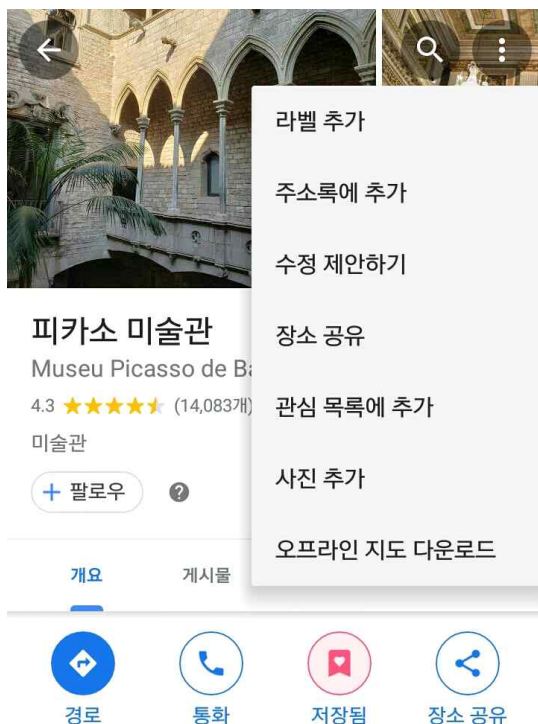 라벨 추가
주소록에 추가
수정 제안하기
장소 공유
관심 목록에 추가
사진 추가
오프라인 지도 다운로드
피카소 미술관
Museu Picasso de
4.3 (14,083개)
미술관
+ 팔로우 ?
개요 게시물
경로 통화 저장됨 장소 공유